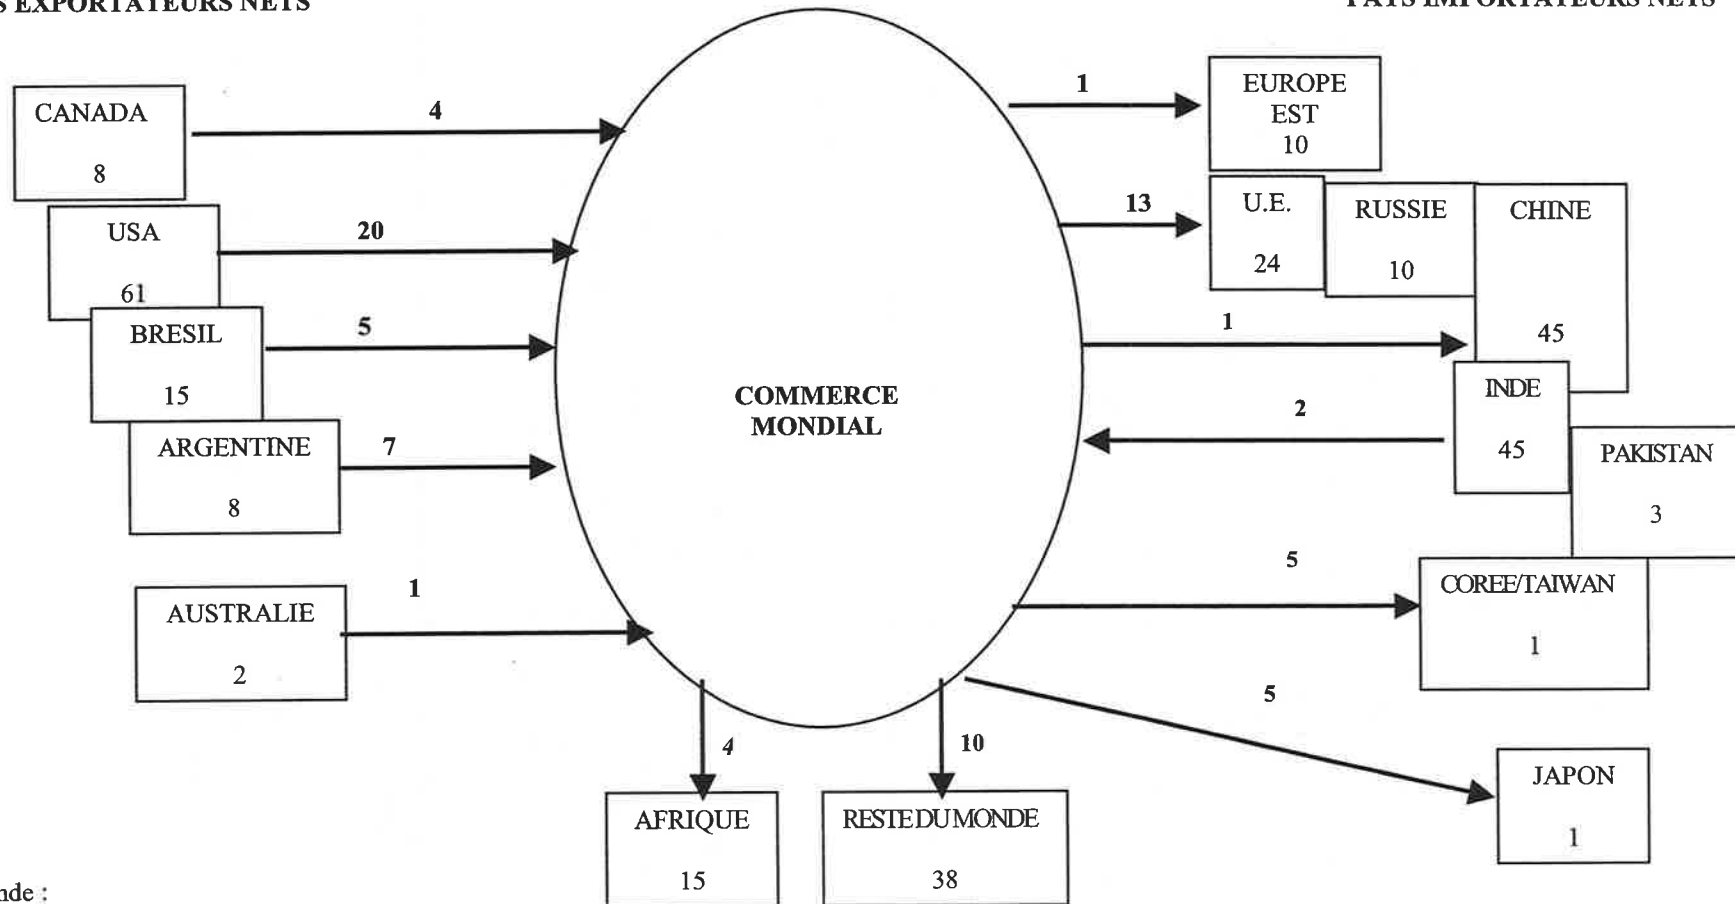 S EXPORTATEURS NETS
PAYS IMPORTATEURS NETS
CANADA
8
4
1
EUROPE
EST
10
USA
61
20
13
U.E.
24
RUSSIE
10
CHINE
45
BRESIL
15
5
1
COMMERCE
MONDIAL
ARGENTINE
8
7
2
INDE
45
PAKISTAN
3
AUSTRALIE
2
1
5
COREE/TAIWAN
1
4
10
5
AFRIQUE
15
RESTE DU MONDE
38
JAPON
1
nde :